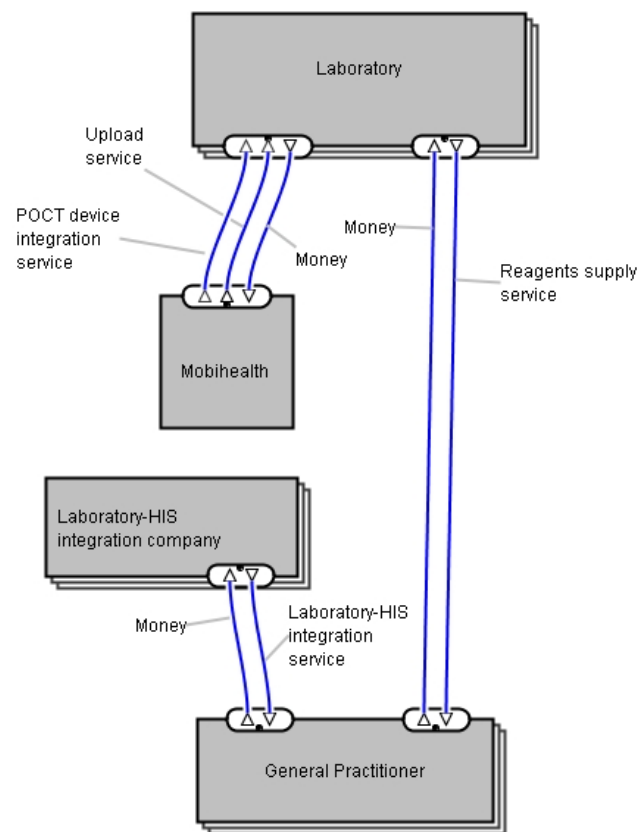 Laboratory
Upload
service
POCT device
integration
service
Money
Money
Reagents supply
service
Mobihealth
Laboratory-HIS
integration company
Money
Laboratory-HIS
integration
service
General Practitioner